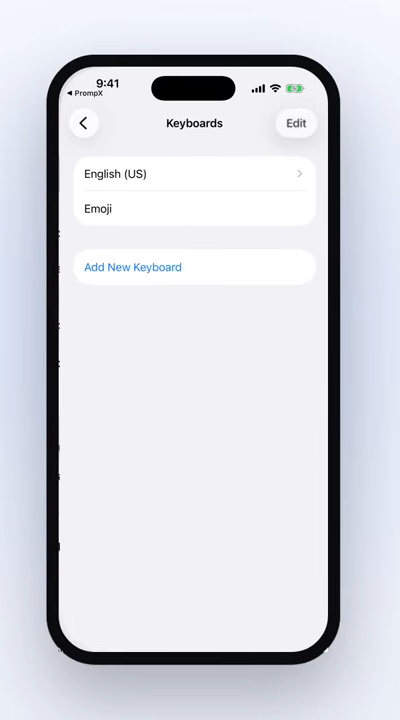 9:41
◀ PrompX
Keyboards
Edit
English (US)
Emoji
Add New Keyboard